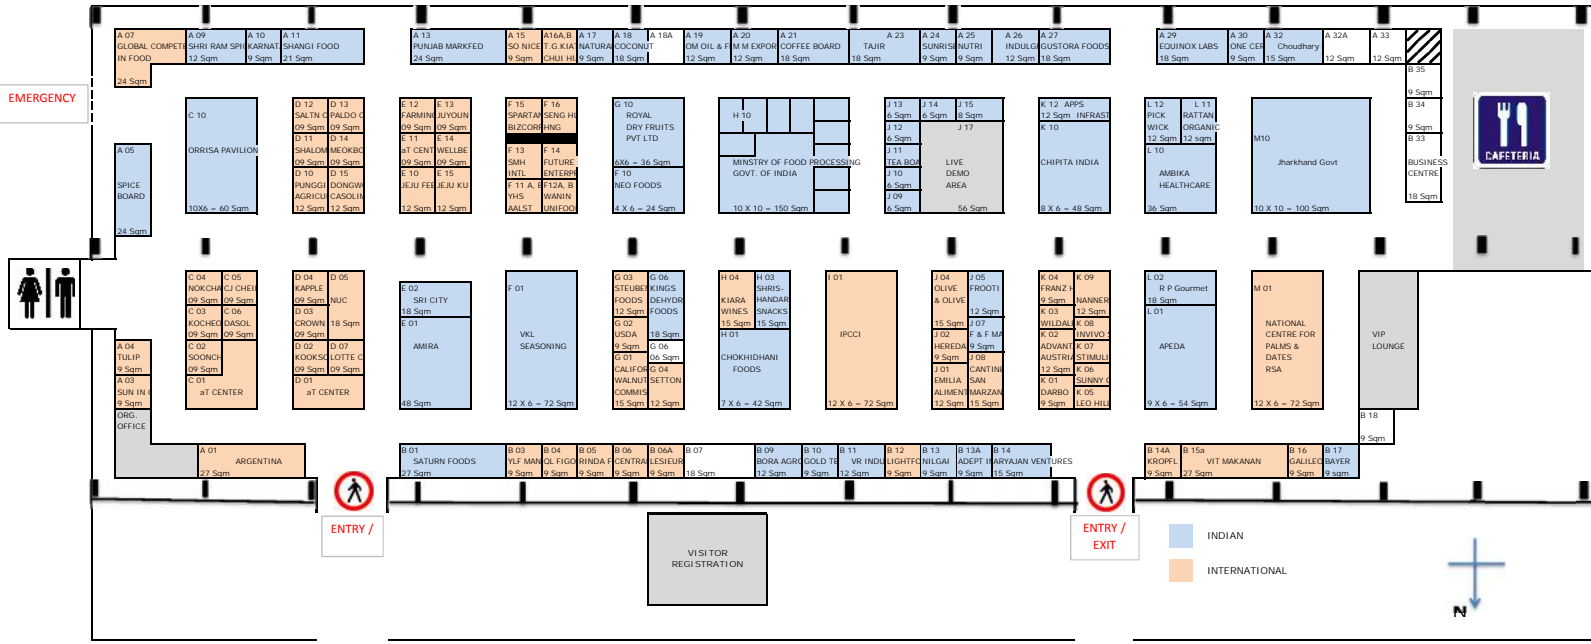 A 07
GLOBAL COMPETE
IN FOOD
24 Sqm
A 09
SHRI RAM SPIC
12 Sqm
A 10
KARNAT
9 Sqm
A 11
SHANGI FOOD
21 Sqm
A 13
PUNJAB MARKFED
24 Sqm
A 15
SO NICE
9 Sqm
A16A,B
T.G.KIAT
CHUI HU
A 17
NATURA
9 Sqm
A 18
COCONUT
18 Sqm
A 18A
A 19
OM OIL & F
12 Sqm
A 20
M M EXPOR
12 Sqm
A 21
COFFEE BOARD
18 Sqm
A 23
TAJIR
18 Sqm
A 24
SUNRISE
9 Sqm
A 25
NUTRI
9 Sqm
A 26
INDULGE
12 Sqm
A 27
GUSTORA FOODS
18 Sqm
A 29
EQUINOX LABS
18 Sqm
A 30
ONE CER
9 Sqm
A 32
Choudhary
15 Sqm
A 32A
12 Sqm
A 33
12 Sqm
B 35
9 Sqm
B 34
9 Sqm
B 33
BUSINESS
CENTRE
18 Sqm
CAFETERIA
EMERGENCY
A 05
SPICE
BOARD
24 Sqm
C 10
ORRISA PAVILION
10X6 = 60 Sqm
D 12
SALTN C
09 Sqm
D 13
PALDO C
09 Sqm
D 11
SHALOM
09 Sqm
D 14
MEOKBO
09 Sqm
D 10
PUNGGI
AGRICUL
12 Sqm
D 15
DONGW
CASOLIN
12 Sqm
E 12
FARMING
09 Sqm
E 13
JUYOUN
09 Sqm
E 11
aT CENT
09 Sqm
E 14
WELLBE
09 Sqm
E 10
JEJU FEE
12 Sqm
E 15
JEJU KU
12 Sqm
F 15
SPARTAN
BIZCORP
F 16
SENG HU
HNG
F 13
SMH
INTL
F 14
FUTURE
ENTERPR
F 11 A, B
YHS
AALST
F12A, B
WANIN
UNIFOOD
G 10
ROYAL
DRY FRUITS
PVT LTD
6X6 = 36 Sqm
F 10
NEO FOODS
4 X 6 = 24 Sqm
H 10
MINSTRY OF FOOD PROCESSING
GOVT. OF INDIA
10 X 10 = 150 Sqm
J 13
6 Sqm
J 14
6 Sqm
J 15
8 Sqm
J 12
6 Sqm
J 11
TEA BOA
J 10
6 Sqm
J 09
6 Sqm
J 17
LIVE
DEMO
AREA
56 Sqm
K 12 APPS
12 Sqm INFRAST
K 10
CHIPITA INDIA
8 X 6 = 48 Sqm
L 12
PICK
WICK
12 Sqm
L 11
RATTAN
ORGANIC
12 sqm
L 10
AMBIKA
HEALTHCARE
36 Sqm
M10
Jharkhand Govt
10 X 10 = 100 Sqm
C 04
NOKCHA
09 Sqm
C 05
CJ CHEIL
09 Sqm
C 03
KOCHEO
09 Sqm
C 06
DASOL
09 Sqm
C 02
SOONCH
09 Sqm
C 01
aT CENTER
D 04
KAPPLE
09 Sqm
D 05
NUC
18 Sqm
D 03
CROWN
09 Sqm
D 02
KOOKSO
09 Sqm
D 07
LOTTE C
09 Sqm
D 01
aT CENTER
E 02
SRI CITY
18 Sqm
E 01
AMIRA
48 Sqm
F 01
VKL
SEASONING
12 X 6 = 72 Sqm
G 03
STEUBEN
FOODS
12 Sqm
G 06
KINGS
DEHYDR
FOODS
18 Sqm
G 02
USDA
9 Sqm
G 06
06 Sqm
G 01
CALIFOR
WALNUT
COMMIS
15 Sqm
G 04
SETTON
12 Sqm
H 04
KIARA
WINES
15 Sqm
H 03
SHRIS-
HANDAR
SNACKS
15 Sqm
H 01
CHOKHIDHANI
FOODS
7 X 6 = 42 Sqm
I 01
IPCCI
12 X 6 = 72 Sqm
J 04
OLIVE
& OLIVE
15 Sqm
J 05
FROOTI
12 Sqm
J 02
HEREDA
9 Sqm
J 07
F & F MA
9 Sqm
J 01
EMILIA
ALIMENT
12 Sqm
J 08
CANTINE
SAN
MARZAN
15 Sqm
K 04
FRANZ H
9 Sqm
K 09
NANNER
12 Sqm
K 03
WILDAL
12 Sqm
K 08
INVIVO S
K 02
ADVANT
AUSTRIA
12 Sqm
K 07
STIMULI
K 06
SUNNY C
K 01
DARBO
9 Sqm
K 05
LEO HILL
L 02
R P Gourmet
18 Sqm
L 01
APEDA
9 X 6 = 54 Sqm
M 01
NATIONAL
CENTRE FOR
PALMS &
DATES
RSA
12 X 6 = 72 Sqm
VIP
LOUNGE
A 04
TULIP
9 Sqm
A 03
SUN IN
9 Sqm
ORG.
OFFICE
A 01
ARGENTINA
27 Sqm
B 01
SATURN FOODS
27 Sqm
B 03
YLF MAN
9 Sqm
B 04
QL FIGO
9 Sqm
B 05
RINDA F
9 Sqm
B 06
CENTRA
9 Sqm
B 06A
LESIEUR
9 Sqm
B 07
18 Sqm
B 09
BORA AGRO
12 Sqm
B 10
GOLD TE
9 Sqm
B 11
VR INDU
12 Sqm
B 12
LIGHTFO
9 Sqm
B 13
NILGAI
9 Sqm
B 13A
ADEPT I
9 Sqm
B 14
ARYAJAN VENTURES
15 Sqm
B 14A
KROFFL
9 Sqm
B 15a
VIT MAKANAN
27 Sqm
B 16
GALILEO
9 Sqm
B 17
BAYER
9 sqm
B 18
9 Sqm
ENTRY /
ENTRY /
EXIT
VISITOR
REGISTRATION
INDIAN
INTERNATIONAL
N